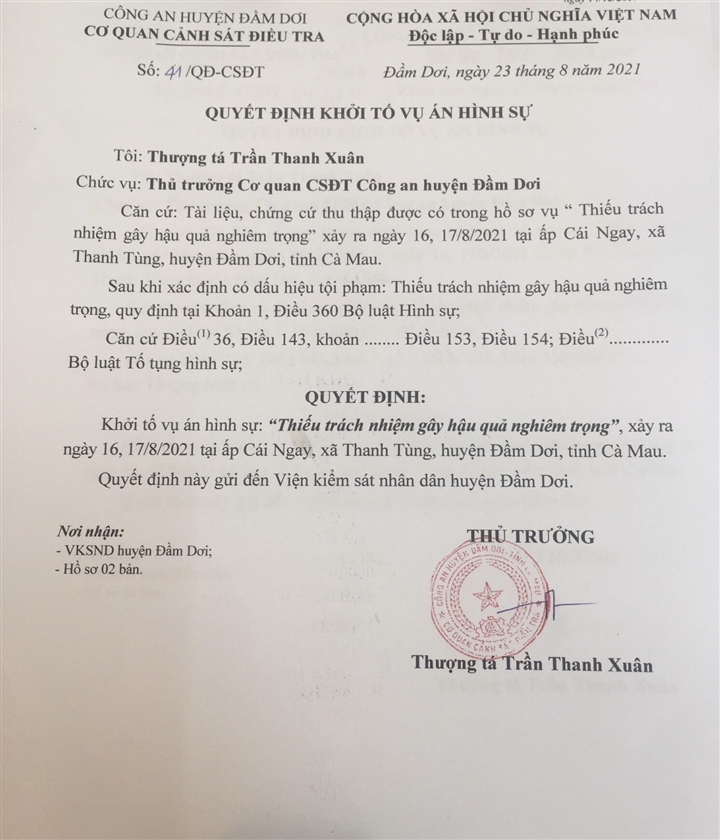 CÔNG AN HUYỆN ĐẦM DƠI
CƠ QUAN CẢNH SÁT ĐIỀU TRA
CỘNG HÒA XÃ HỘI CHỦ NGHĨA VIỆT NAM
Độc lập - Tự do - Hạnh phúc
Số: 41/QĐ-CSĐT
Đầm Dơi, ngày 23 tháng 8 năm 2021
QUYẾT ĐỊNH KHỞI TỐ VỤ ÁN HÌNH SỰ
Tôi: Thượng tá Trần Thanh Xuân
Chức vụ: Thủ trưởng Cơ quan CSĐT Công an huyện Đầm Dơi
Căn cứ: Tài liệu, chứng cứ thu thập được có trong hồ sơ vụ “ Thiếu trách
nhiệm gây hậu quả nghiêm trọng” xảy ra ngày 16, 17/8/2021 tại ấp Cái Ngay, xã
Thanh Tùng, huyện Đầm Dơi, tỉnh Cà Mau.
Sau khi xác định có dấu hiệu tội phạm: Thiếu trách nhiệm gây hậu quả nghiêm
trọng, quy định tại Khoản 1, Điều 360 Bộ luật Hình sự;
Căn cứ Điều(1) 36, Điều 143, khoản ........ Điều 153, Điều 154; Điều(2).............
Bộ luật Tố tụng hình sự;
QUYẾT ĐỊNH:
Khởi tố vụ án hình sự: “Thiếu trách nhiệm gây hậu quả nghiêm trọng”, xảy ra
ngày 16, 17/8/2021 tại ấp Cái Ngay, xã Thanh Tùng, huyện Đầm Dơi, tỉnh Cà Mau.
Quyết định này gửi đến Viện kiểm sát nhân dân huyện Đầm Dơi.
Nơi nhận:
- VKSND huyện Đầm Dơi;
- Hồ sơ 02 bản.
THỦ TRƯỞNG
CÔNG AN HUYỆN ĐẦM DƠI-TỈNH CÀ MAU
CƠ QUAN CẢNH SÁT ĐIỀU TRA
Thượng tá Trần Thanh Xuân